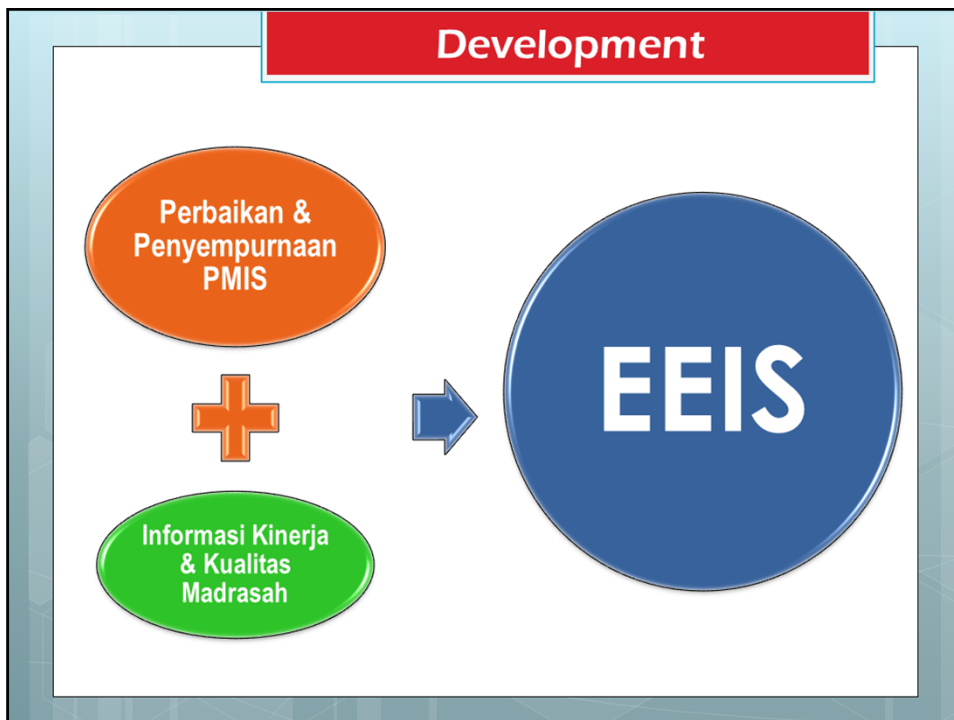 Development
Perbaikan &
Penyempurnaan
PMIS
Informasi Kinerja
& Kualitas
Madrasah
EEIS